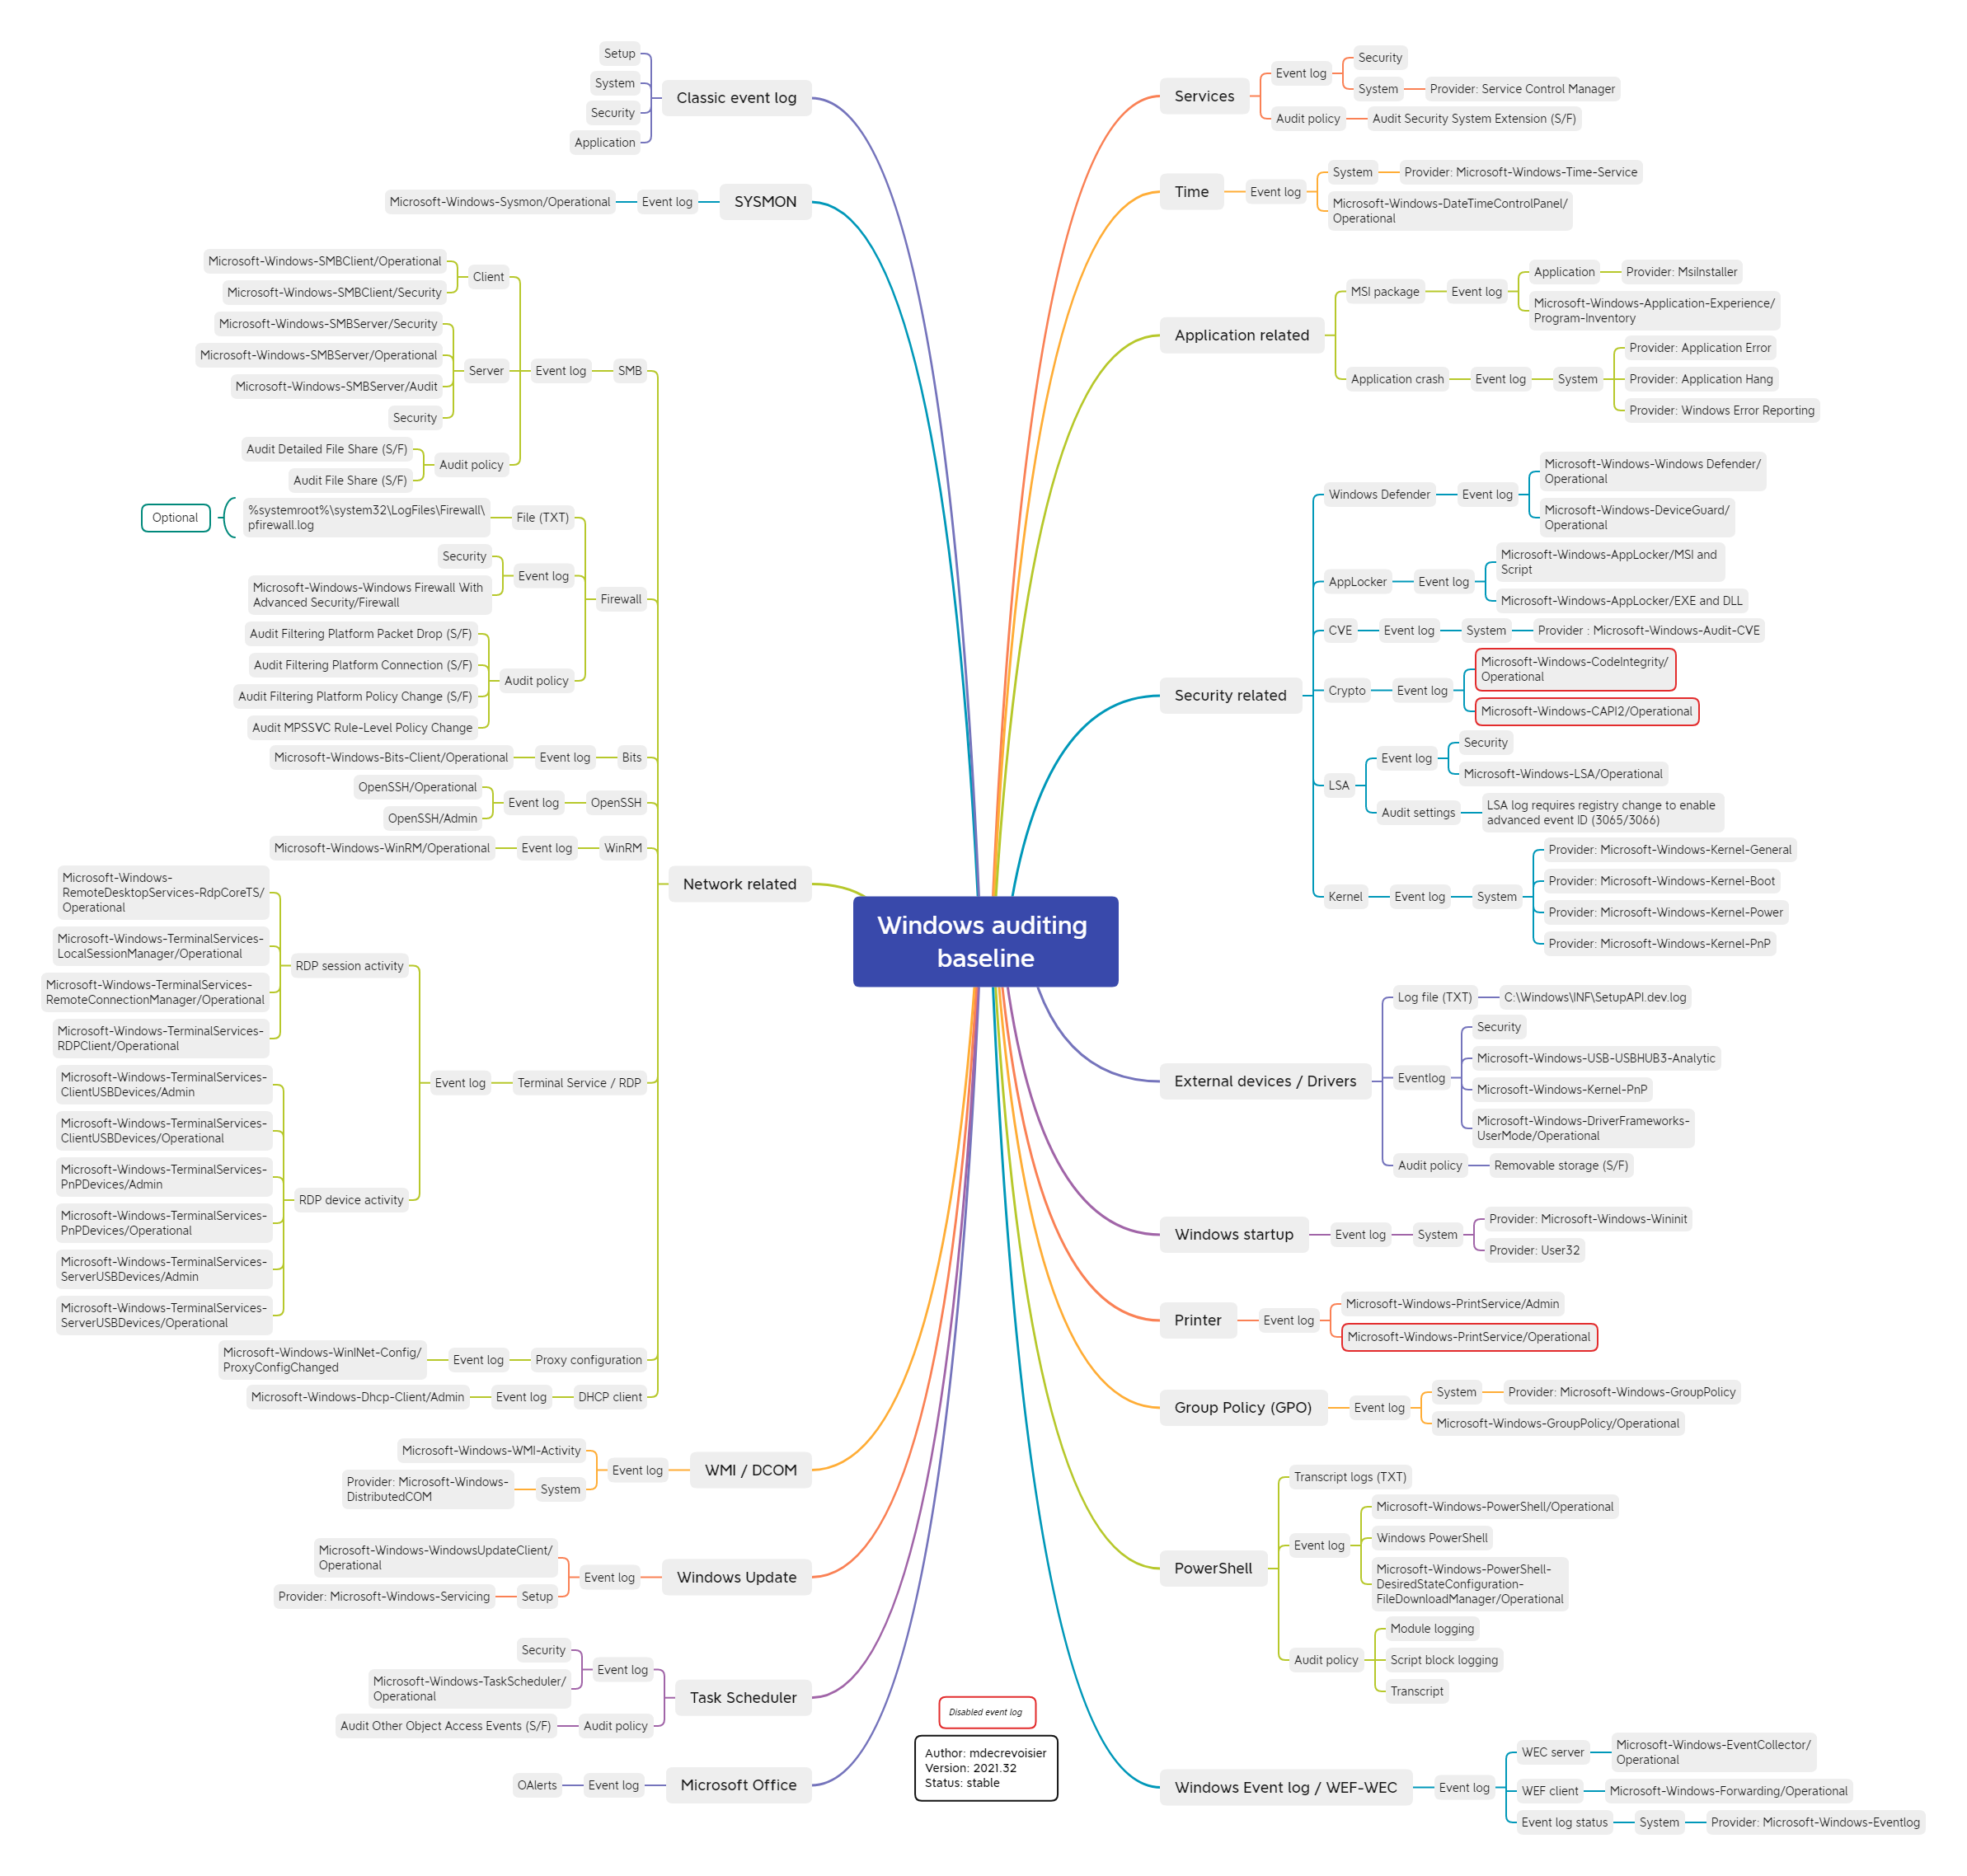 Setup
System
Security
Application
Classic event log
Microsoft-Windows-Sysmon/Operational
Event log
SYSMON
Microsoft-Windows-SMBClient/Operational
Microsoft-Windows-SMBClient/Security
Client
Microsoft-Windows-SMBServer/Security
Microsoft-Windows-SMBServer/Operational
Microsoft-Windows-SMBServer/Audit
Security
Server
Event log
SMB
Audit Detailed File Share (S/F)
Audit File Share (S/F)
Audit policy
Optional
%systemroot%\system32\LogFiles\Firewall\
pfirewall.log
File (TXT)
Security
Microsoft-Windows-Windows Firewall With
Advanced Security/Firewall
Event log
Firewall
Audit Filtering Platform Packet Drop (S/F)
Audit Filtering Platform Connection (S/F)
Audit Filtering Platform Policy Change (S/F)
Audit MPSSVC Rule-Level Policy Change
Audit policy
Microsoft-Windows-Bits-Client/Operational
Event log
Bits
OpenSSH/Operational
OpenSSH/Admin
Event log
OpenSSH
Microsoft-Windows-WinRM/Operational
Event log
WinRM
Network related
Microsoft-Windows-
RemoteDesktopServices-RdpCoreTS/
Operational
Microsoft-Windows-TerminalServices-
LocalSessionManager/Operational
Microsoft-Windows-TerminalServices-
RemoteConnectionManager/Operational
Microsoft-Windows-TerminalServices-
RDPClient/Operational
RDP session activity
Microsoft-Windows-TerminalServices-
ClientUSBDevices/Admin
Microsoft-Windows-TerminalServices-
ClientUSBDevices/Operational
Microsoft-Windows-TerminalServices-
PnPDevices/Admin
Microsoft-Windows-TerminalServices-
PnPDevices/Operational
Microsoft-Windows-TerminalServices-
ServerUSBDevices/Admin
Microsoft-Windows-TerminalServices-
ServerUSBDevices/Operational
RDP device activity
Event log
Terminal Service / RDP
Microsoft-Windows-WinINet-Config/
ProxyConfigChanged
Event log
Proxy configuration
Microsoft-Windows-Dhcp-Client/Admin
Event log
DHCP client
Microsoft-Windows-WMI-Activity
Provider: Microsoft-Windows-
DistributedCOM
System
Event log
WMI / DCOM
Microsoft-Windows-WindowsUpdateClient/
Operational
Provider: Microsoft-Windows-Servicing
Setup
Event log
Windows Update
Security
Microsoft-Windows-TaskScheduler/
Operational
Event log
Audit Other Object Access Events (S/F)
Audit policy
Task Scheduler
OAlerts
Event log
Microsoft Office
Windows auditing
baseline
Disabled event log
Author: mdecrevoisier
Version: 2021.32
Status: stable
Services
Event log
Security
System
Provider: Service Control Manager
Audit policy
Audit Security System Extension (S/F)
Time
Event log
System
Provider: Microsoft-Windows-Time-Service
Microsoft-Windows-DateTimeControlPanel/
Operational
Application related
MSI package
Event log
Application
Provider: MsiInstaller
Microsoft-Windows-Application-Experience/
Program-Inventory
Application crash
Event log
System
Provider: Application Error
Provider: Application Hang
Provider: Windows Error Reporting
Security related
Windows Defender
Event log
Microsoft-Windows-Windows Defender/
Operational
Microsoft-Windows-DeviceGuard/
Operational
AppLocker
Event log
Microsoft-Windows-AppLocker/MSI and
Script
Microsoft-Windows-AppLocker/EXE and DLL
CVE
Event log
System
Provider : Microsoft-Windows-Audit-CVE
Crypto
Event log
Microsoft-Windows-CodeIntegrity/
Operational
Microsoft-Windows-CAPI2/Operational
LSA
Event log
Security
Microsoft-Windows-LSA/Operational
Audit settings
LSA log requires registry change to enable
advanced event ID (3065/3066)
Kernel
Event log
System
Provider: Microsoft-Windows-Kernel-General
Provider: Microsoft-Windows-Kernel-Boot
Provider: Microsoft-Windows-Kernel-Power
Provider: Microsoft-Windows-Kernel-PnP
External devices / Drivers
Log file (TXT)
C:\Windows\INF\SetupAPI.dev.log
Eventlog
Security
Microsoft-Windows-USB-USBHUB3-Analytic
Microsoft-Windows-Kernel-PnP
Microsoft-Windows-DriverFrameworks-
UserMode/Operational
Audit policy
Removable storage (S/F)
Windows startup
Event log
System
Provider: Microsoft-Windows-Wininit
Provider: User32
Printer
Event log
Microsoft-Windows-PrintService/Admin
Microsoft-Windows-PrintService/Operational
Group Policy (GPO)
Event log
System
Provider: Microsoft-Windows-GroupPolicy
Microsoft-Windows-GroupPolicy/Operational
PowerShell
Transcript logs (TXT)
Event log
Microsoft-Windows-PowerShell/Operational
Windows PowerShell
Microsoft-Windows-PowerShell-
DesiredStateConfiguration-
FileDownloadManager/Operational
Audit policy
Module logging
Script block logging
Transcript
Windows Event log / WEF-WEC
Event log
WEC server
Microsoft-Windows-EventCollector/
Operational
WEF client
Microsoft-Windows-Forwarding/Operational
Event log status
System
Provider: Microsoft-Windows-Eventlog